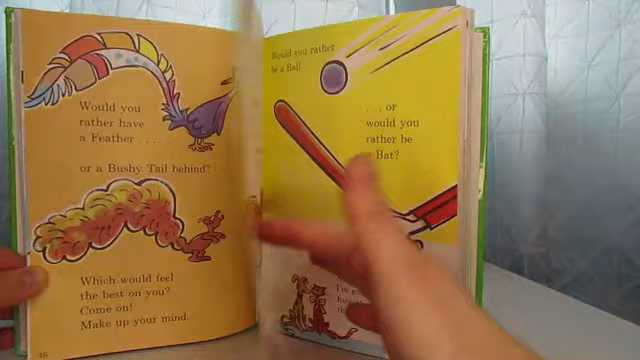 Would you
rather have
a Feather . . . .
or a Bushy Tail behind?
Which would feel
the best on you?
Come on!
Make up your mind.
Would you rather
be a Ball
. . . or
would you
rather be
Bat?